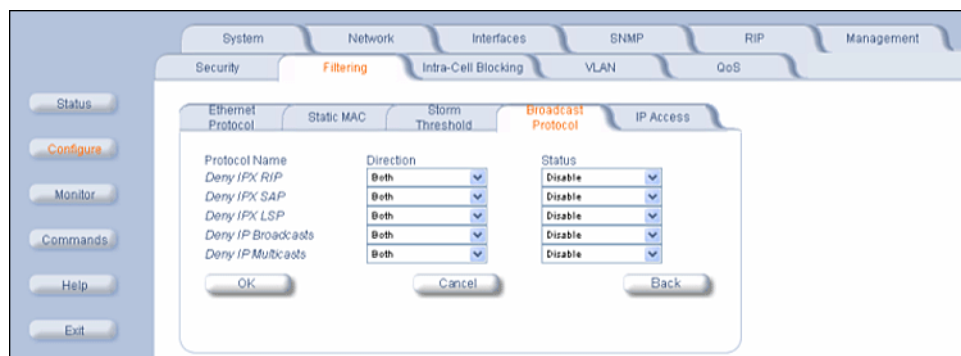 System Network Interfaces SNMP RIP Management
Security Filtering Intra-Cell Blocking VLAN QoS
Status
Configure
Monitor
Commands
Help
Exit
Ethernet Protocol Static MAC Storm Threshold Broadcast Protocol IP Access
Protocol Name Direction Status
Deny IPX RIP Both Disable
Deny IPX SAP Both Disable
Deny IPX LSP Both Disable
Deny IP Broadcasts Both Disable
Deny IP Multicasts Both Disable
OK Cancel Back